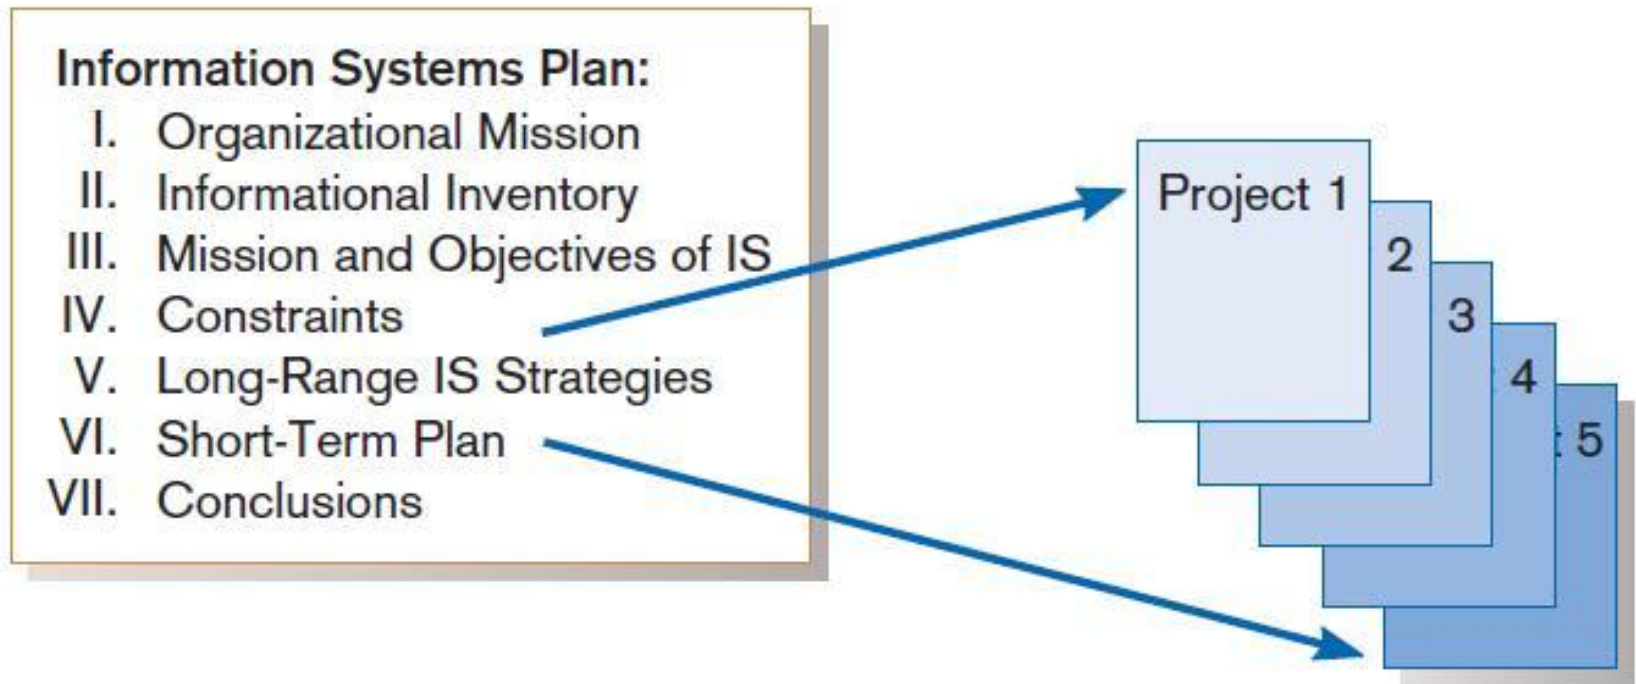 Information Systems Plan:
I. Organizational Mission
II. Informational Inventory
III. Mission and Objectives of IS
IV. Constraints
V. Long-Range IS Strategies
VI. Short-Term Plan
VII. Conclusions
Project 1
2
3
4
5